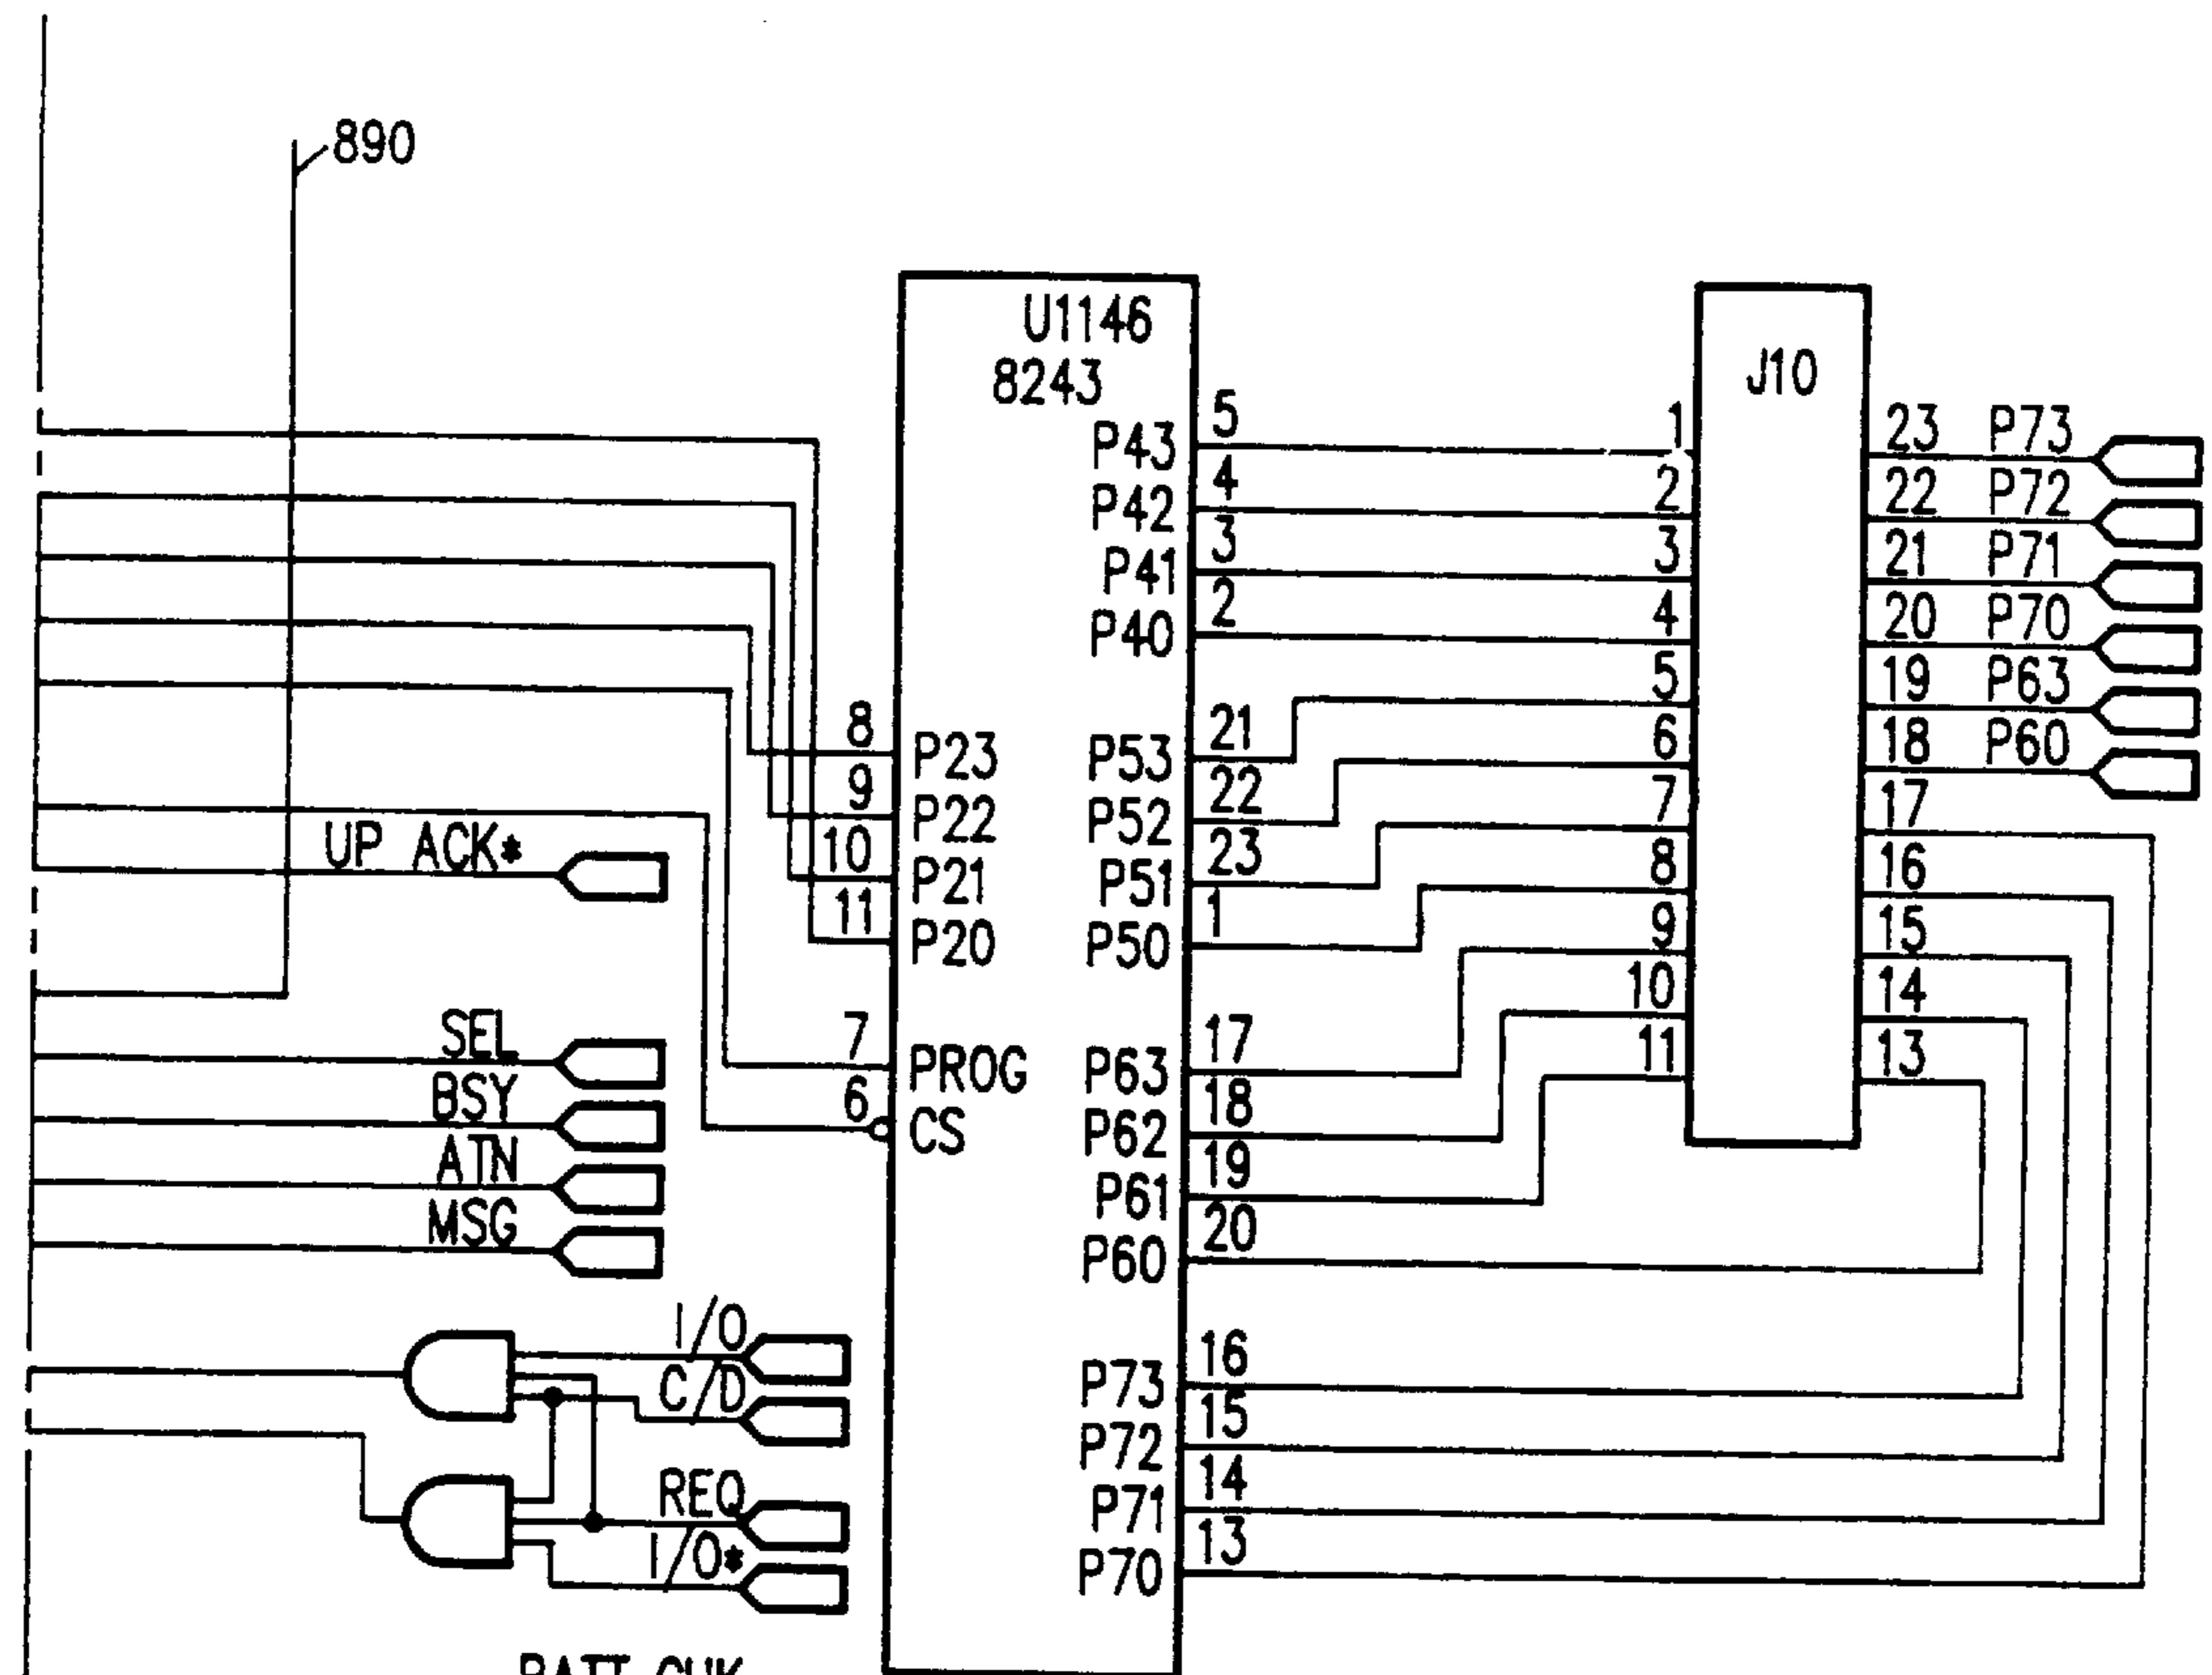 890
U1146
8243
J10
P43 5 1 23 P73
P42 4 2 22 P72
P41 3 3 21 P71
P40 2 4 20 P70
5 19 P63
8 P23 P53 21 6 18 P60
9 P22 P52 22 7 17
UP ACK*
10 P21 P51 23 8 16
11 P20 P50 1 9 15
10 14
SEL
7 PROG P63 17 11 13
BSY
6 CS P62 18
ATN
P61 19
MSG
P60 20
I/O
C/D
P73 16
P72 15
REQ
P71 14
I/O*
P70 13